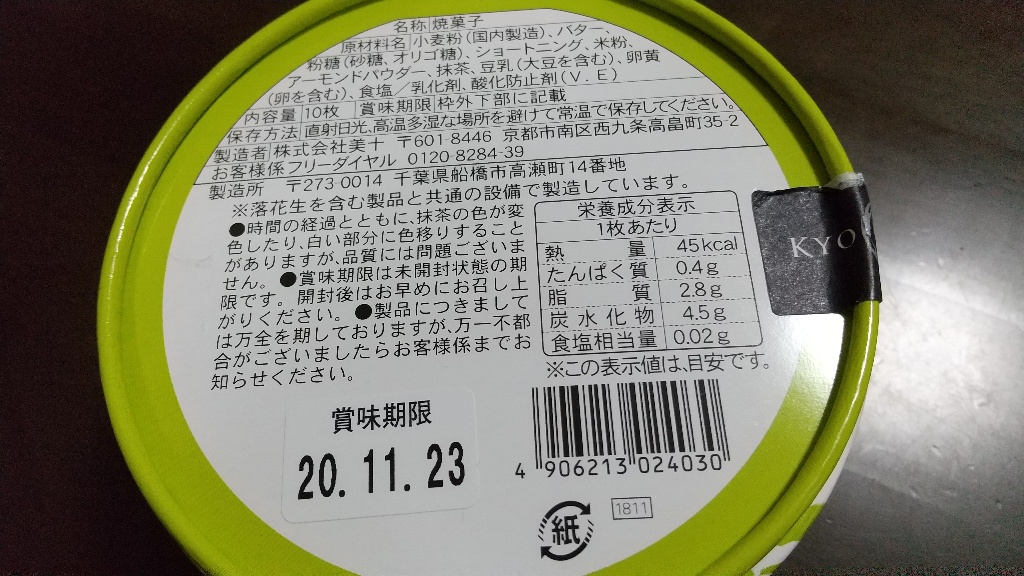 名称 焼菓子
原材料名 小麦粉(国内製造)、バター、
粉糖(砂糖、オリゴ糖)、ショートニング、米粉、
アーモンドパウダー、抹茶、豆乳(大豆を含む)、卵黄
(卵を含む)、食塩/乳化剤、酸化防止剤(V.E)
内容量 10枚 賞味期限 枠外下部に記載
保存方法 直射日光、高温多湿な場所を避けて常温で保存してください。
製造者 株式会社美十 〒601-8446 京都市南区西九条高畠町35-2
お客様係フリーダイヤル 0120-8284-39
製造所 〒273-0014 千葉県船橋市高瀬町14番地
※落花生を含む製品と共通の設備で製造しています。
●時間の経過とともに、抹茶の色が変
色したり、白い部分に色移りすること
がありますが、品質には問題ございま
せん。●賞味期限は未開封状態の期
限です。開封後はお早めにお召し上
がりください。●製品につきまして
は万全を期しておりますが、万一不都
合がございましたらお客様係までお
知らせください。
栄養成分表示
1枚あたり
熱量 45kcal
たんぱく質 0.4g
脂質 2.8g
炭水化物 4.5g
食塩相当量 0.02g
※この表示値は、目安です。
KYO
賞味期限
20.11.23
4 906213 024030
紙
1811